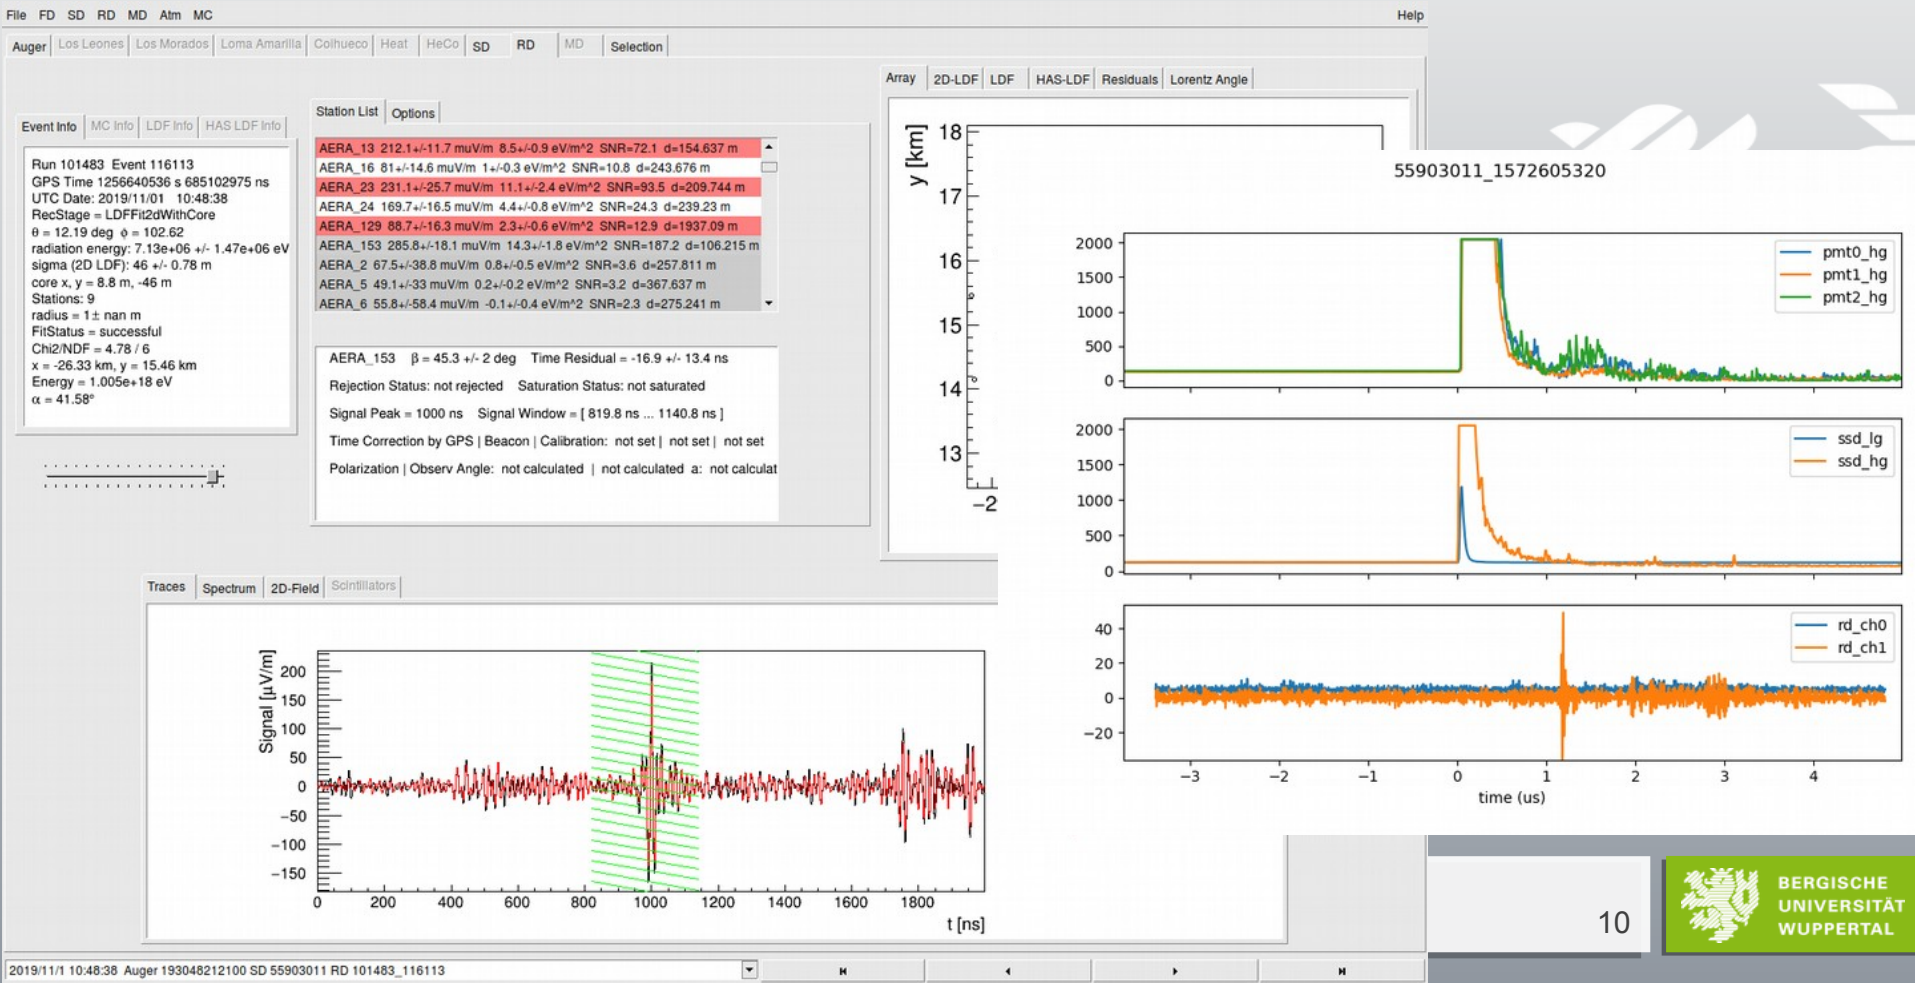 File FD SD RD MD Atm MC Help
Auger Los Leones Los Morados Loma Amarilla Coihueco Heat HeCo SD RD MD Selection
Event Info MC Info LDF Info HAS LDF Info
Run 101483 Event 116113
GPS Time 1256640536 s 685102975 ns
UTC Date: 2019/11/01 10:48:38
RecStage = LDFFit2dWithCore
θ = 12.19 deg ϕ = 102.62
radiation energy: 7.13e+06 +/- 1.47e+06 eV
sigma (2D LDF): 46 +/- 0.78 m
core x, y = 8.8 m, -46 m
Stations: 9
radius = 1± nan m
FitStatus = successful
Chi2/NDF = 4.78 / 6
x = -26.33 km, y = 15.46 km
Energy = 1.005e+18 eV
α = 41.58°
Station List Options
AERA_13 212.1+/-11.7 muV/m 8.5+/-0.9 eV/m^2 SNR=72.1 d=154.637 m
AERA_16 81+/-14.6 muV/m 1+/-0.3 eV/m^2 SNR=10.8 d=243.676 m
AERA_23 231.1+/-25.7 muV/m 11.1+/-2.4 eV/m^2 SNR=93.5 d=209.744 m
AERA_24 169.7+/-16.5 muV/m 4.4+/-0.8 eV/m^2 SNR=24.3 d=239.23 m
AERA_129 88.7+/-16.3 muV/m 2.3+/-0.6 eV/m^2 SNR=12.9 d=1937.09 m
AERA_153 285.8+/-18.1 muV/m 14.3+/-1.8 eV/m^2 SNR=187.2 d=106.215 m
AERA_2 67.5+/-38.8 muV/m 0.8+/-0.5 eV/m^2 SNR=3.6 d=257.811 m
AERA_5 49.1+/-33 muV/m 0.2+/-0.2 eV/m^2 SNR=3.2 d=367.637 m
AERA_6 55.8+/-58.4 muV/m -0.1+/-0.4 eV/m^2 SNR=2.3 d=275.241 m
AERA_153 β = 45.3 +/- 2 deg Time Residual = -16.9 +/- 13.4 ns
Rejection Status: not rejected Saturation Status: not saturated
Signal Peak = 1000 ns Signal Window = [ 819.8 ns ... 1140.8 ns ]
Time Correction by GPS | Beacon | Calibration: not set | not set | not set
Polarization | Observ Angle: not calculated | not calculated a: not calculat
Array 2D-LDF LDF HAS-LDF Residuals Lorentz Angle
y [km]
18
17
16
15
14
13
−2
55903011_1572605320
2000
1500
1000
500
0
pmt0_hg
pmt1_hg
pmt2_hg
2000
1500
1000
500
0
ssd_lg
ssd_hg
40
20
0
−20
rd_ch0
rd_ch1
−3 −2 −1 0 1 2 3 4
time (us)
Traces Spectrum 2D-Field Scintillators
Signal [μV/m]
200
150
100
50
0
−50
−100
−150
0 200 400 600 800 1000 1200 1400 1600 1800
t [ns]
10
BERGISCHE
UNIVERSITÄT
WUPPERTAL
2019/11/1 10:48:38 Auger 193048212100 SD 55903011 RD 101483_116113